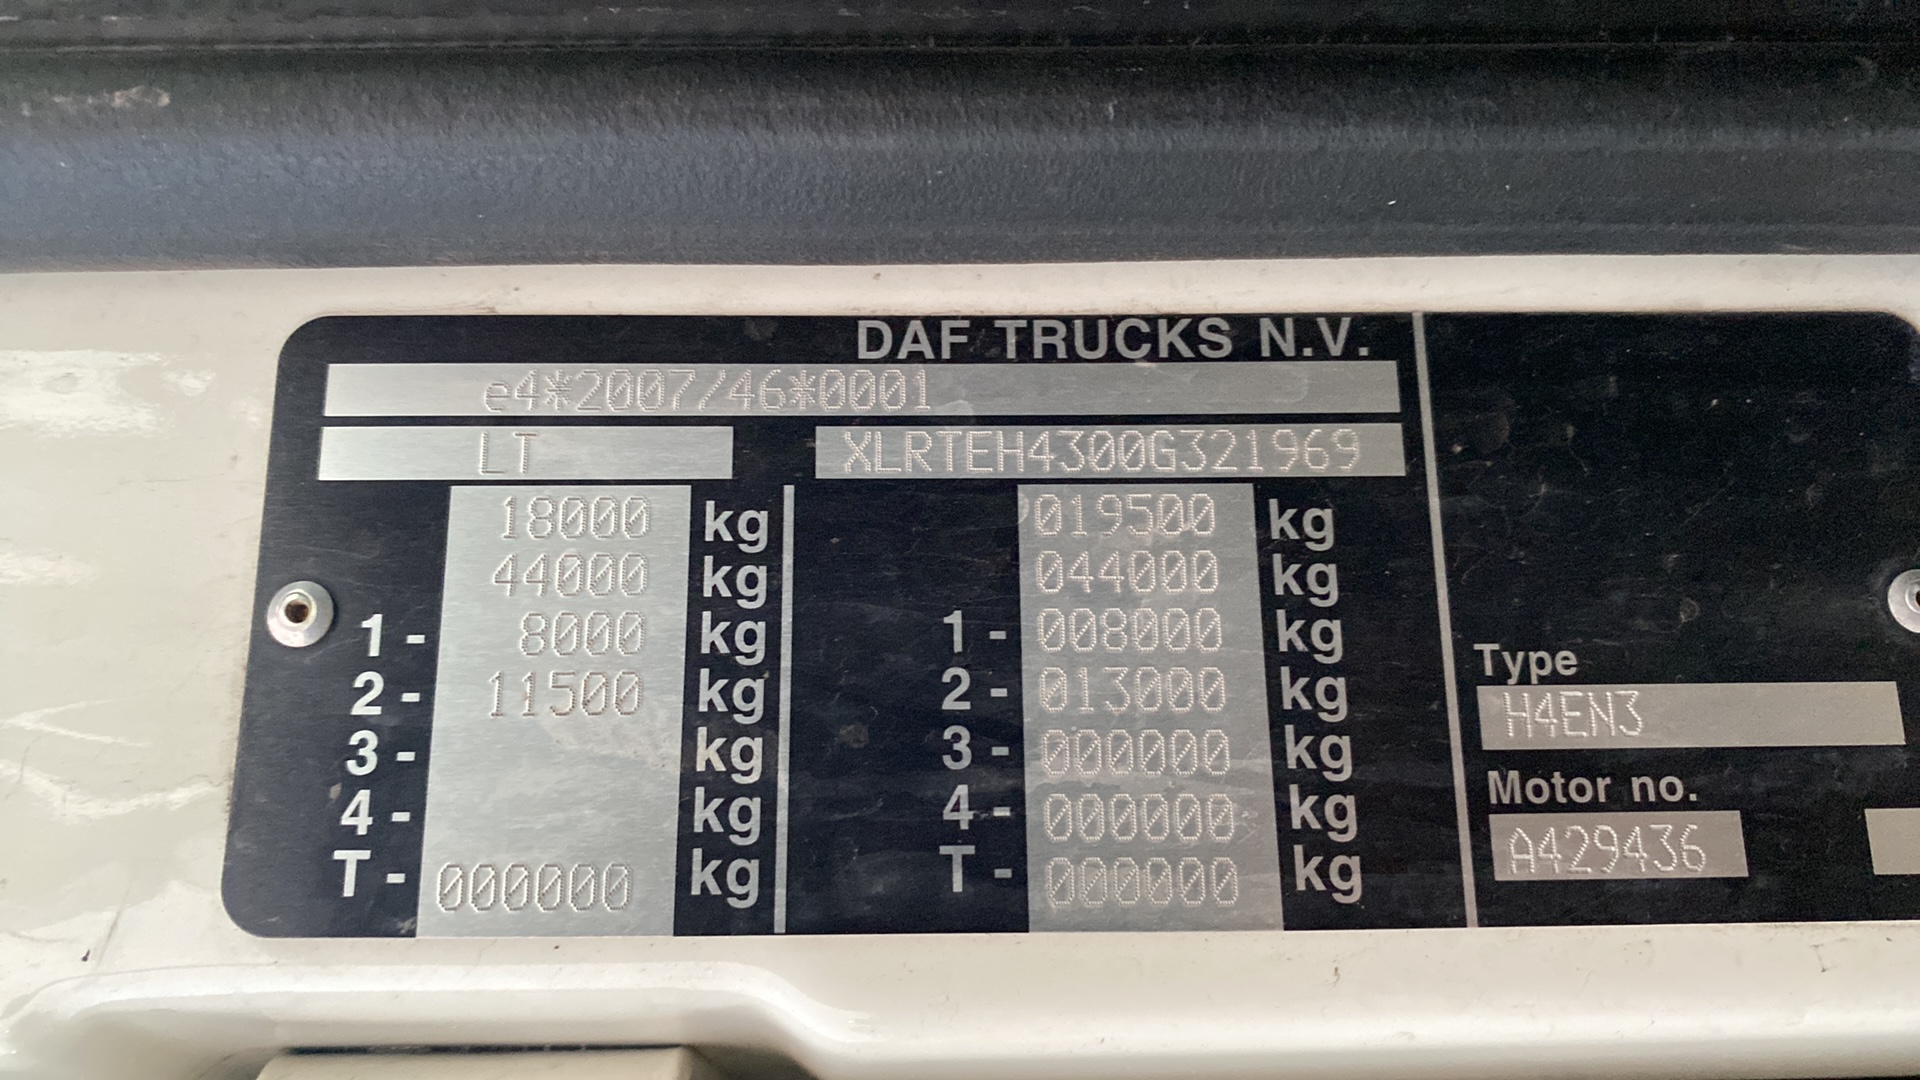 DAF TRUCKS N.V.
e4*2007/46*0001
LT XLRTEH4300G321969
18000 kg 019500 kg
44000 kg 044000 kg
1- 8000 kg 1- 008000 kg
2- 11500 kg 2- 013000 kg
3- kg 3- 000000 kg
4- kg 4- 000000 kg
T- 000000 kg T- 000000 kg
Type
H4EN3
Motor no.
A429436